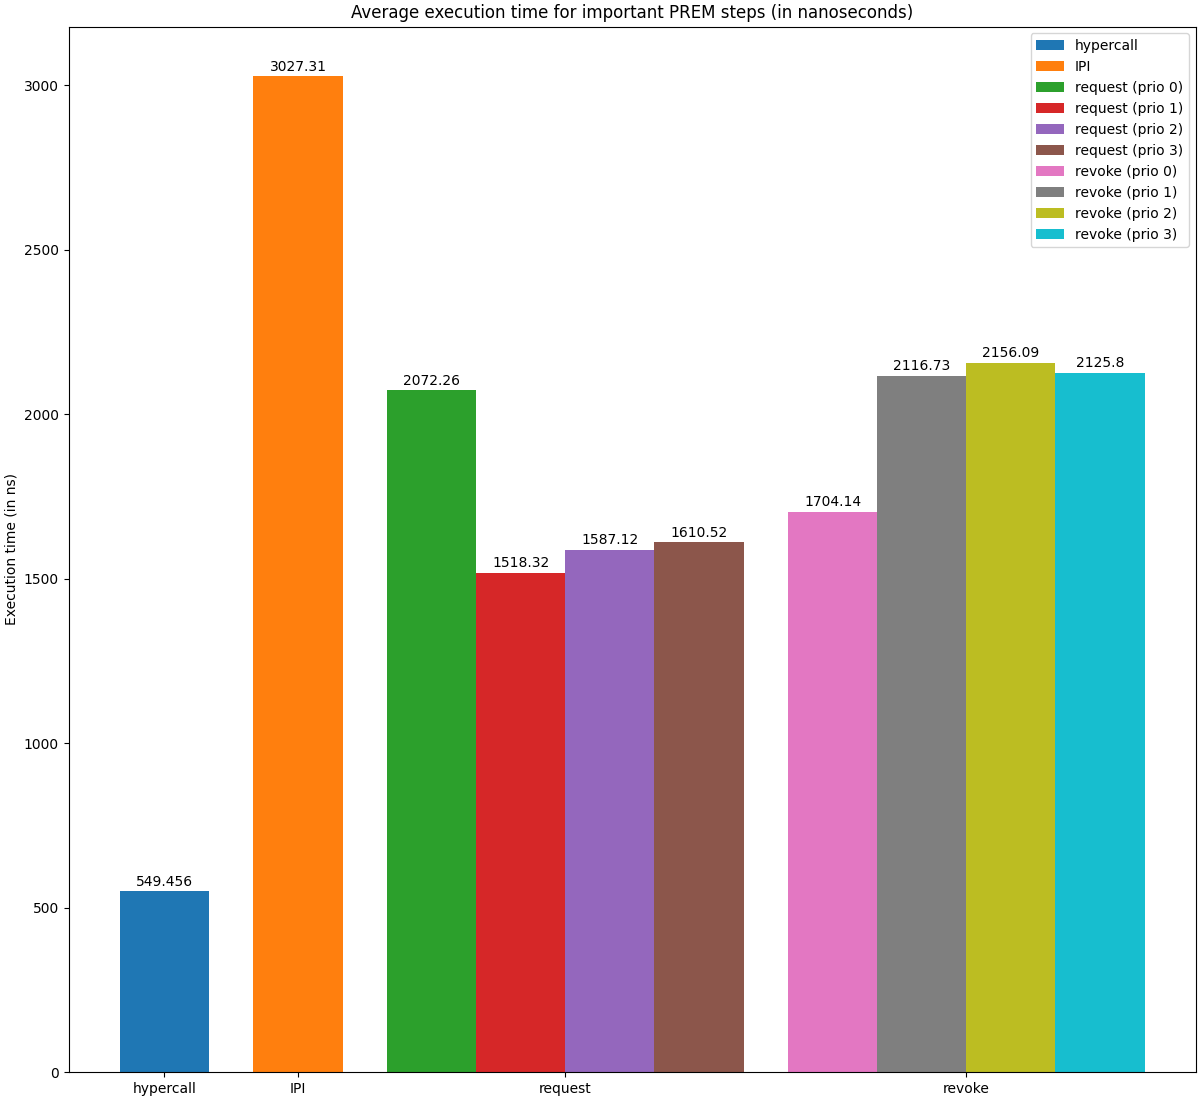 Average execution time for important PREM steps (in nanoseconds)
hypercall
IPI
request (prio 0)
request (prio 1)
request (prio 2)
request (prio 3)
revoke (prio 0)
revoke (prio 1)
revoke (prio 2)
revoke (prio 3)
Execution time (in ns)
3000
2500
2000
1500
1000
500
0
549.456
3027.31
2072.26
1518.32
1587.12
1610.52
1704.14
2116.73
2156.09
2125.8
hypercall
IPI
request
revoke